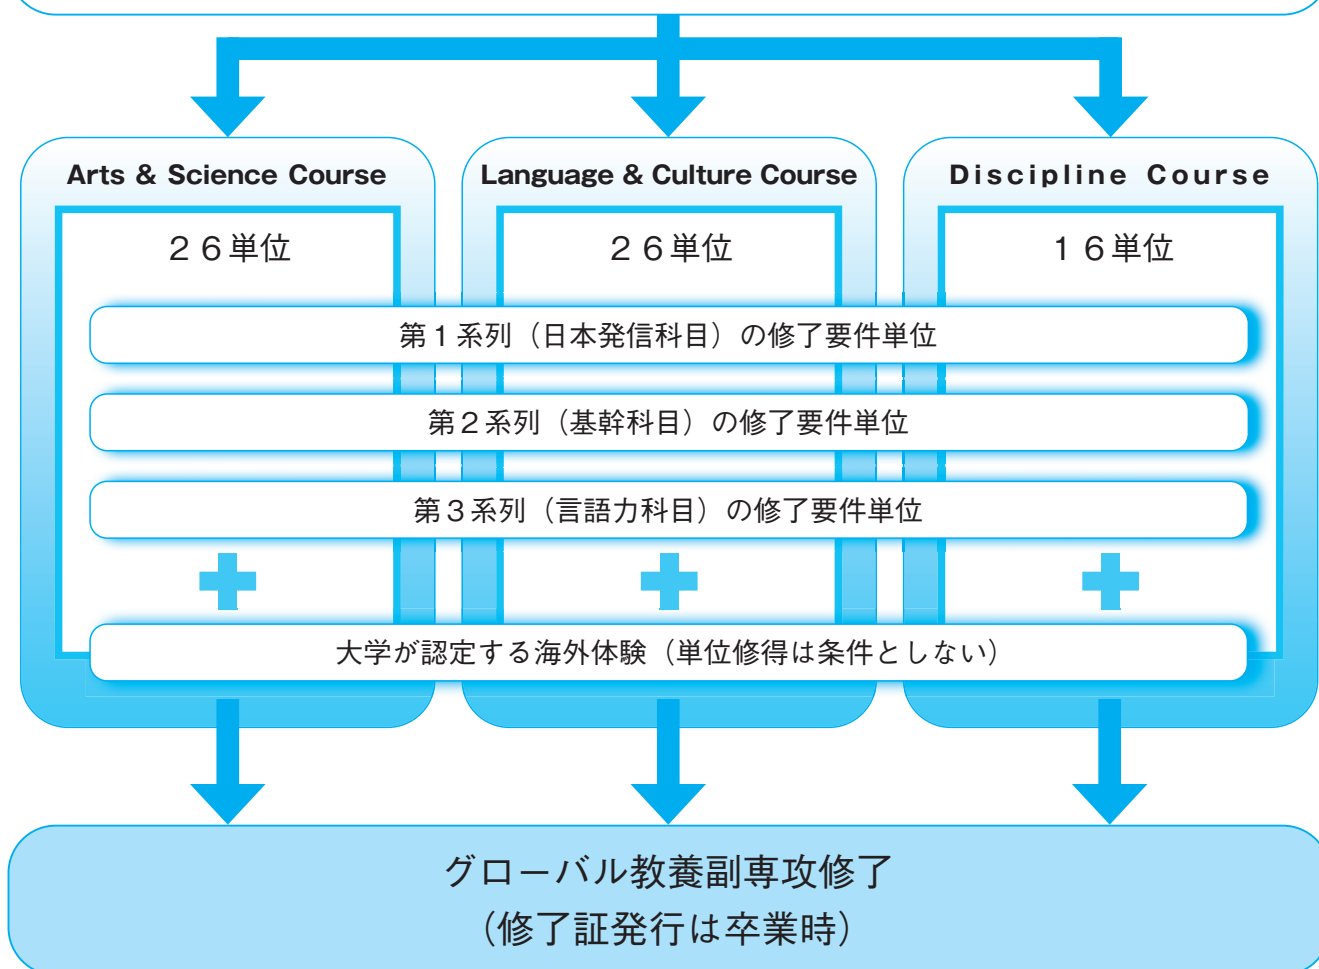 Arts & Science Course
Language & Culture Course
Discipline Course
２６単位
２６単位
１６単位
第１系列（日本発信科目）の修了要件単位
第２系列（基幹科目）の修了要件単位
第３系列（言語力科目）の修了要件単位
大学が認定する海外体験（単位修得は条件としない）
グローバル教養副専攻修了
（修了証発行は卒業時）